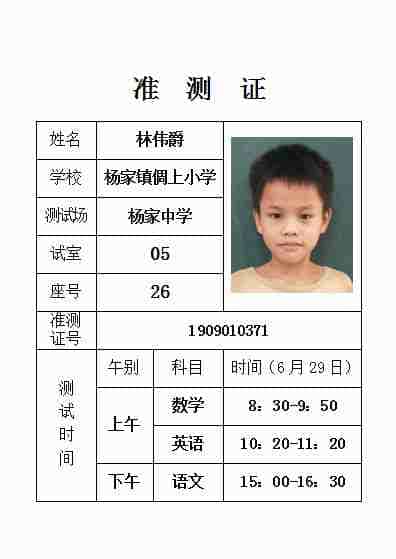 准 测 证
姓名 林伟爵
学校 杨家镇倜上小学
测试场 杨家中学
试室 05
座号 26
准测证号 1909010371
测试时间
午别 科目 时间（6月29日）
上午 数学 8：30-9：50
英语 10：20-11：20
下午 语文 15：00-16：30